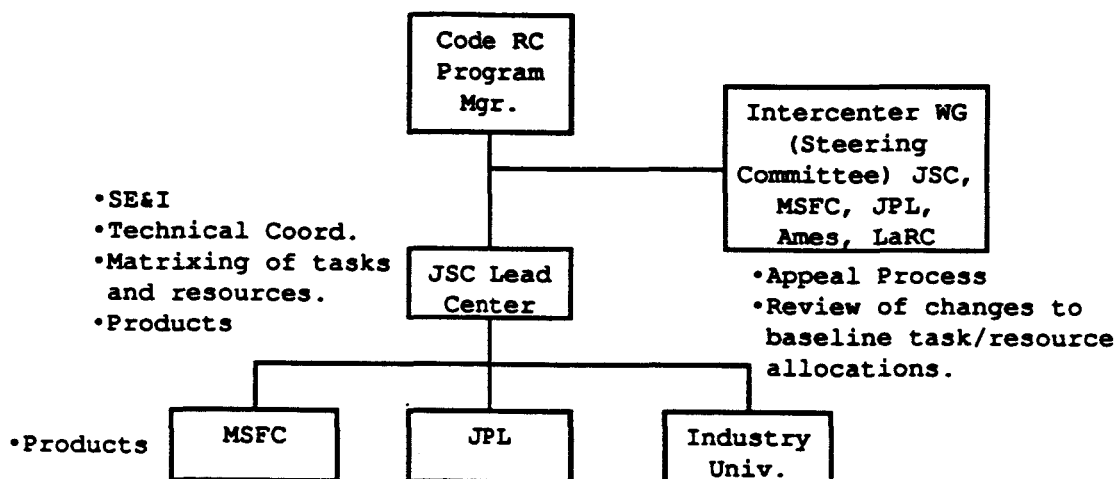 Code RC
Program
Mgr.
Intercenter WG
(Steering
Committee) JSC,
MSFC, JPL,
Ames, LaRC
•SE&I
•Technical Coord.
•Matrixing of tasks
and resources.
•Products
JSC Lead
Center
•Appeal Process
•Review of changes to
baseline task/resource
allocations.
•Products
MSFC
JPL
Industry
Univ.